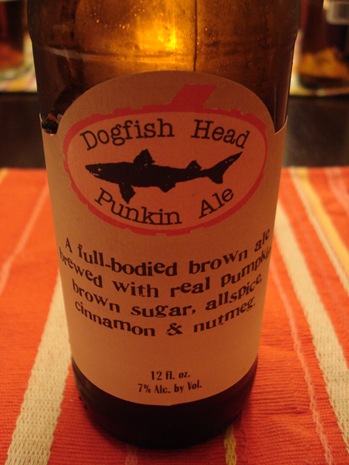 Dogfish Head
Punkin Ale
A full-bodied brown ale
brewed with real pumpkin,
brown sugar, allspice,
cinnamon & nutmeg.
12 fl. oz.
7% Alc. by Vol.